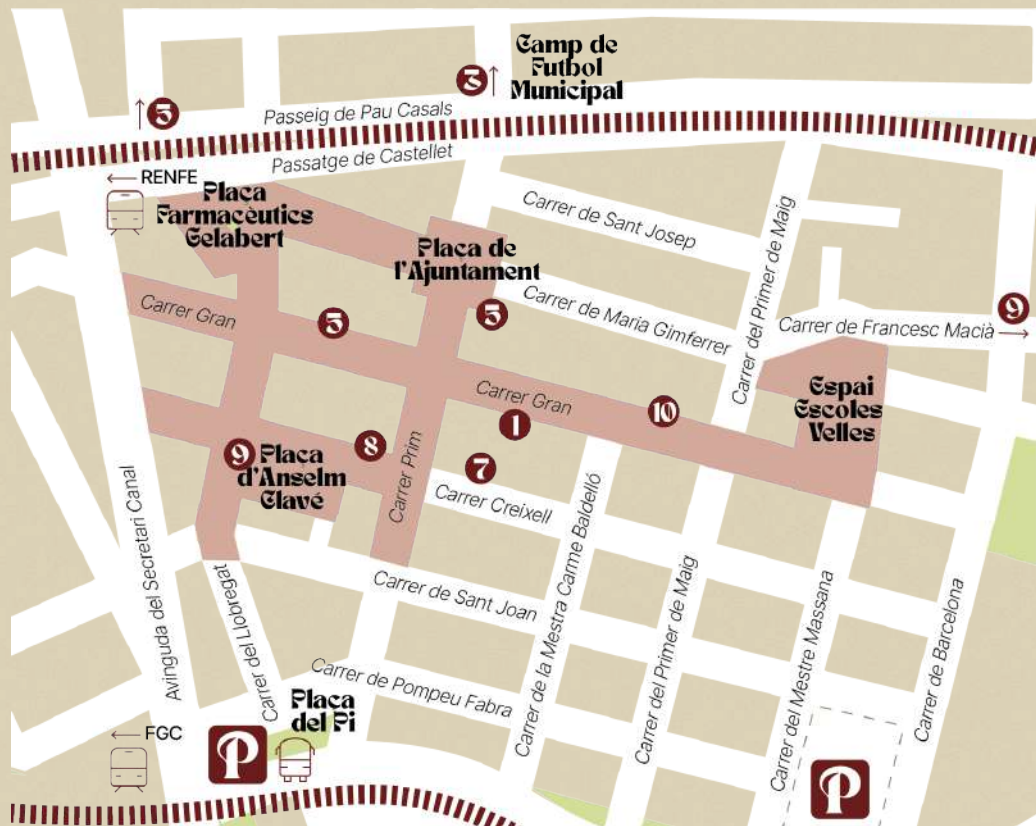 Camp de
Futbol
Municipal
3
3
Passeig de Pau Casals
Passatge de Castellet
RENFE
Plaça
Farmacèutics
Gelabert
Carrer de Sant Josep
Plaça de
l'Ajuntament
Carrer del Primer de Maig
Carrer Gran
3
3
Carrer de Maria Gimferrer
Carrer de Francesc Macià
9
Espai
Escoles
Velles
Carrer Gran
10
1
9
Plaça
d'Anselm
Clavé
8
Carrer Prim
7
Carrer Creixell
Avinguda del Secretari Canal
Carrer del Llobregat
Carrer de Sant Joan
Carrer de la Mestra Carme Baldelló
Carrer del Primer de Maig
Carrer del Mestre Massana
Carrer de Barcelona
Carrer de Pompeu Fabra
Plaça
del Pi
FGC
P
P